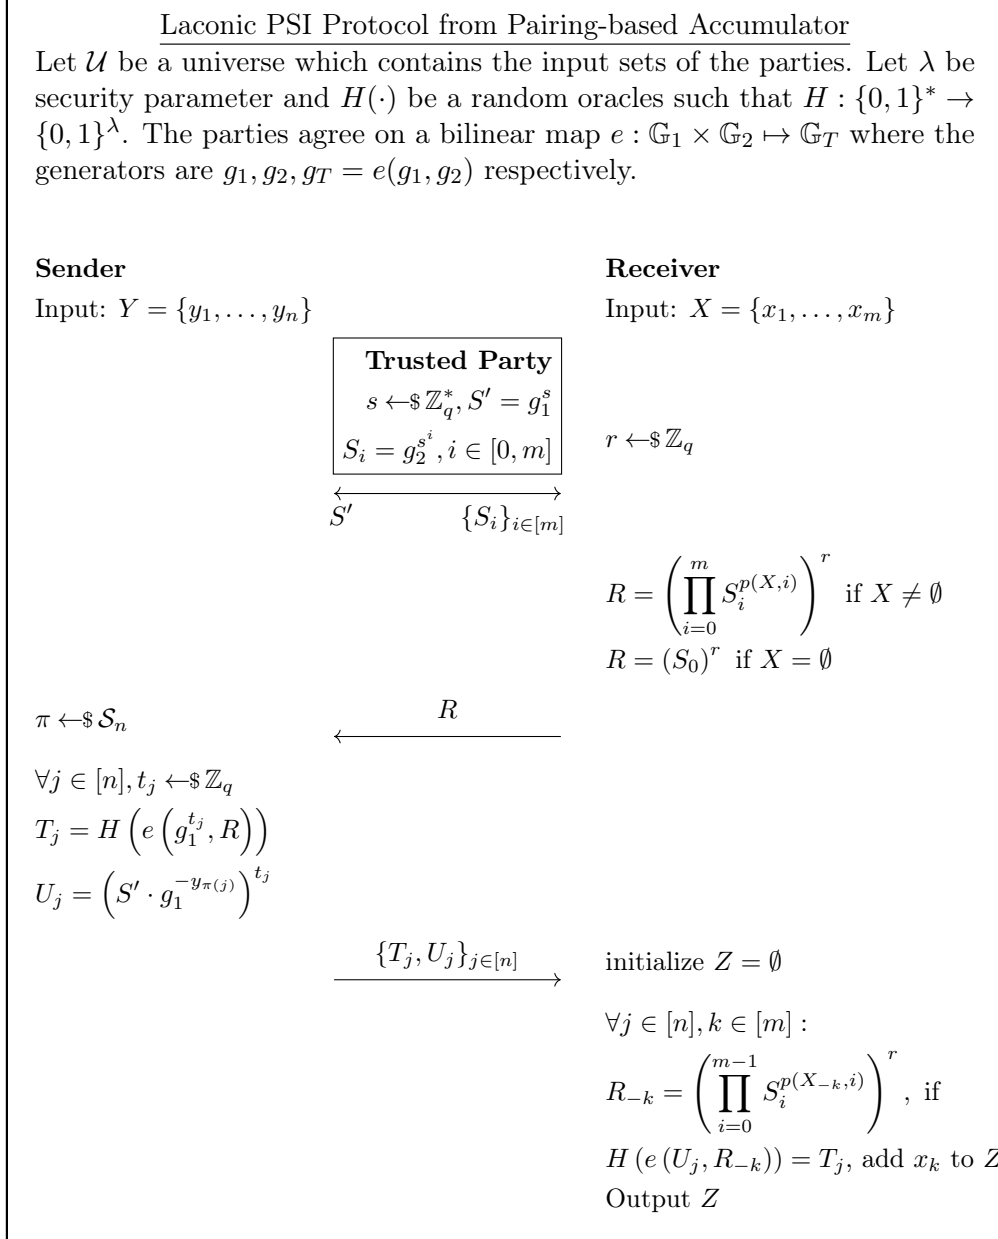 Laconic PSI Protocol from Pairing-based Accumulator
Let 𝒰 be a universe which contains the input sets of the parties. Let λ be
security parameter and H(·) be a random oracles such that H : {0, 1}* →
{0, 1}^λ. The parties agree on a bilinear map e : 𝔾₁ × 𝔾₂ ↦ 𝔾_T where the
generators are g₁, g₂, g_T = e(g₁, g₂) respectively.
Sender Receiver
Input: Y = {y₁, . . . , yₙ} Input: X = {x₁, . . . , xₘ}
Trusted Party
s ←$ ℤ_q^*, S′ = g₁^s
S_i = g₂^{s^i}, i ∈ [0, m]
r ←$ ℤ_q
S′ {S_i}_{i∈[m]}
R = (∏_{i=0}^{m} S_i^{p(X,i)})^r if X ≠ ∅
R = (S₀)^r if X = ∅
π ←$ 𝒮ₙ R
∀j ∈ [n], t_j ←$ ℤ_q
T_j = H (e (g₁^{t_j}, R))
U_j = (S′ · g₁^{−y_{π(j)}})^{t_j}
{T_j, U_j}_{j∈[n]} initialize Z = ∅
∀j ∈ [n], k ∈ [m] :
R_{−k} = (∏_{i=0}^{m−1} S_i^{p(X_{−k},i)})^r, if
H (e (U_j, R_{−k})) = T_j, add x_k to Z
Output Z